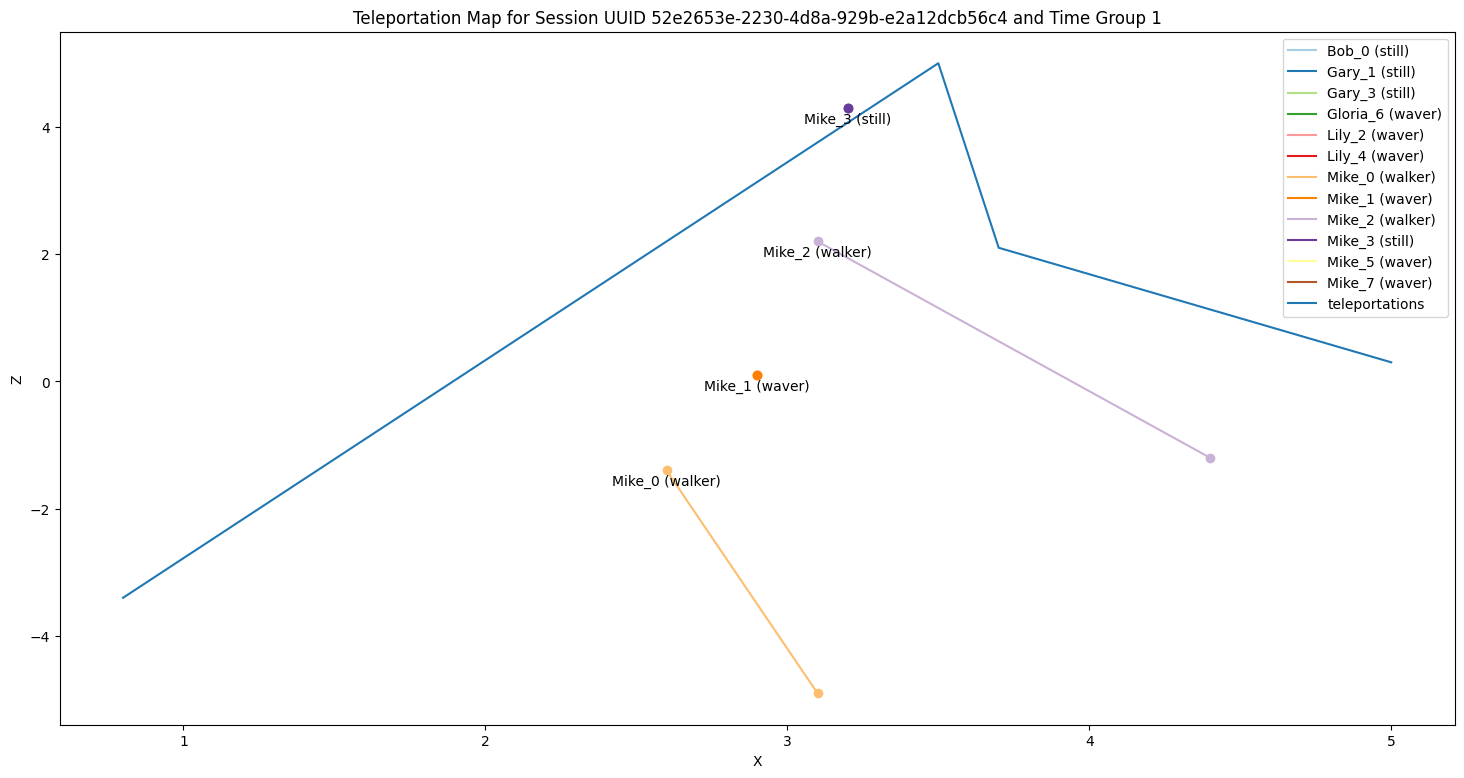 Teleportation Map for Session UUID 52e2653e-2230-4d8a-929b-e2a12dcb56c4 and Time Group 1
Bob_0 (still)
Gary_1 (still)
Gary_3 (still)
Gloria_6 (waver)
Lily_2 (waver)
Lily_4 (waver)
Mike_0 (walker)
Mike_1 (waver)
Mike_2 (walker)
Mike_3 (still)
Mike_5 (waver)
Mike_7 (waver)
teleportations
Mike_3 (still)
Mike_2 (walker)
Mike_1 (waver)
Mike_0 (walker)
4
2
0
−2
−4
Z
1
2
3
4
5
X